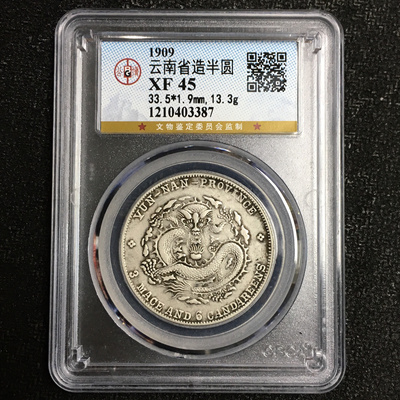 1909
云南省造半圆
XF 45
33.5*1.9mm,13.3g
1210403387
文物鉴定委员会监制
YUN-NAN-PROVINCE
3 MACE AND 6 CANDAREENS